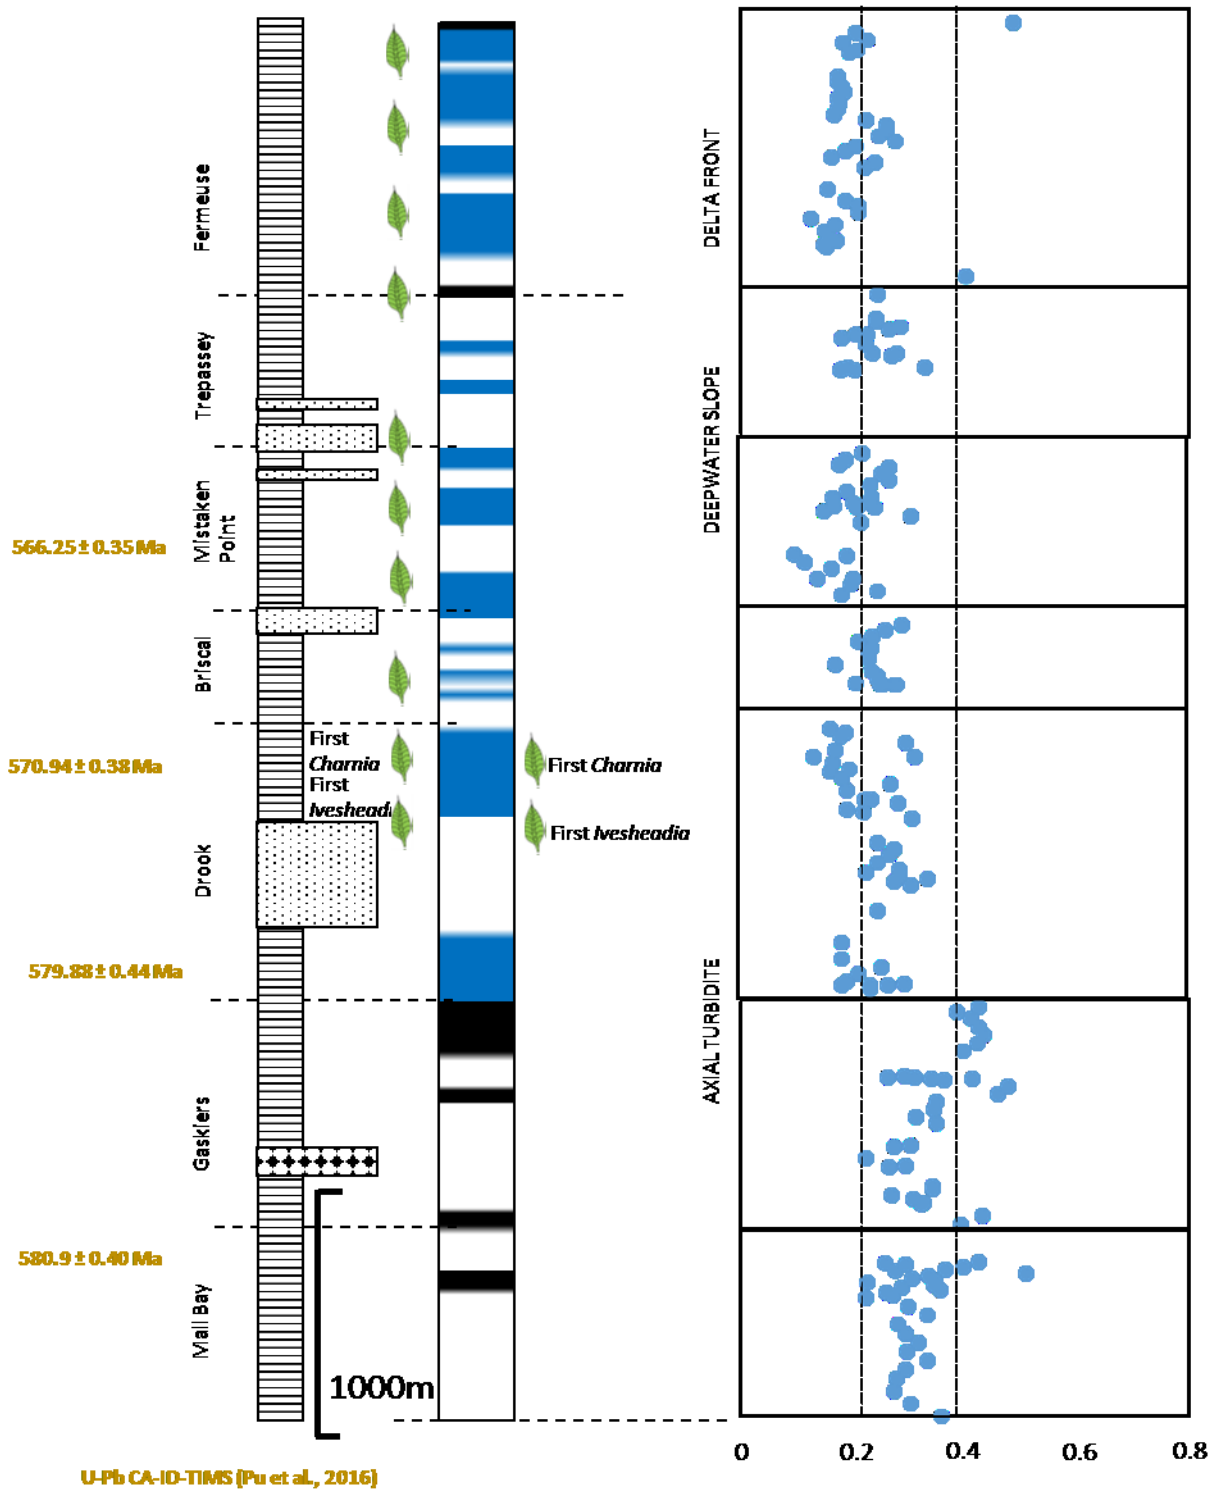 Fermeuse
Trepassey
Mistaken
Point
Briscal
Drook
Gaskiers
Mall Bay
566.25 ± 0.35 Ma
570.94 ± 0.38 Ma
579.88 ± 0.44 Ma
580.9 ± 0.40 Ma
First
Charnia
First
Ivesheadi
First Charnia
First Ivesheadia
1000m
DELTA FRONT
DEEPWATER SLOPE
AXIAL TURBIDITE
0 0.2 0.4 0.6 0.8
U-Pb CA-ID-TIMS (Pu et al., 2016)